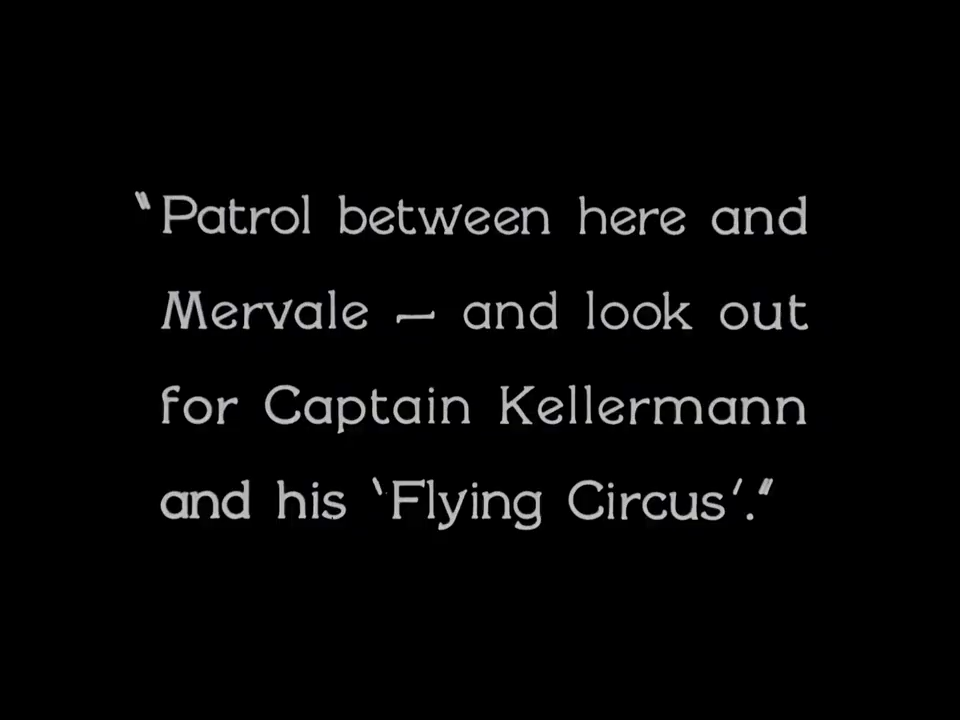 "Patrol between here and
Mervale — and look out
for Captain Kellermann
and his 'Flying Circus'."